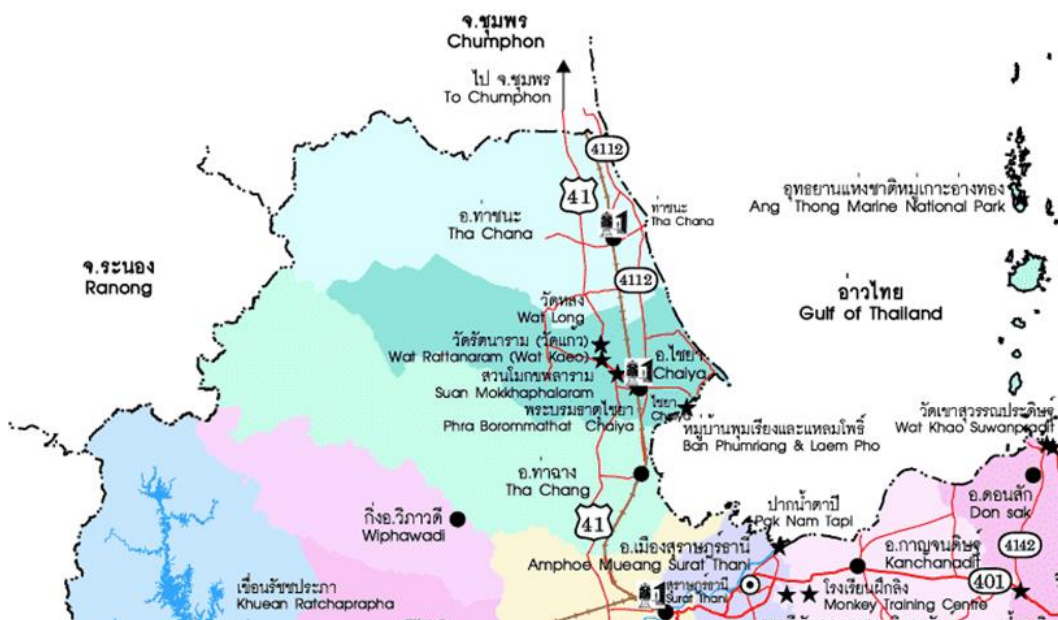 จ.ชุมพร
Chumphon
ไป จ.ชุมพร
To Chumphon
4112
41
อุทยานแห่งชาติหมู่เกาะอ่างทอง
Ang Thong Marine National Park
อ.ท่าชนะ
Tha Chana
ท่าชนะ
Tha Chana
จ.ระนอง
Ranong
4112
อ่าวไทย
Gulf of Thailand
วัดหลง
Wat Long
วัดรัตนาราม (วัดแก้ว)
Wat Rattanaram (Wat Kaeo)
อ.ไชยา
Chaiya
สวนโมกขพลาราม
Suan Mokkhaphalaram
พระบรมธาตุไชยา
Phra Borommathat Chaiya
ไชยา
Chaiya
หมู่บ้านพุมเรียงและแหลมโพธิ์
Ban Phumriang & Laem Pho
วัดเขาสุวรรณประดิษฐ์
Wat Khao Suwanpradit
อ.ท่าฉาง
Tha Chang
อ.ดอนสัก
Don sak
กิ่งอ.วิภาวดี
Wiphawadi
41
ปากน้ำตาปี
Pak Nam Tapi
อ.เมืองสุราษฎร์ธานี
Amphoe Mueang Surat Thani
อ.กาญจนดิษฐ์
Kanchanadit
4142
เขื่อนรัชชประภา
Khuean Ratchaprapha
สุราษฎร์ธานี
Surat Thani
401
โรงเรียนฝึกลิง
Monkey Training Centre